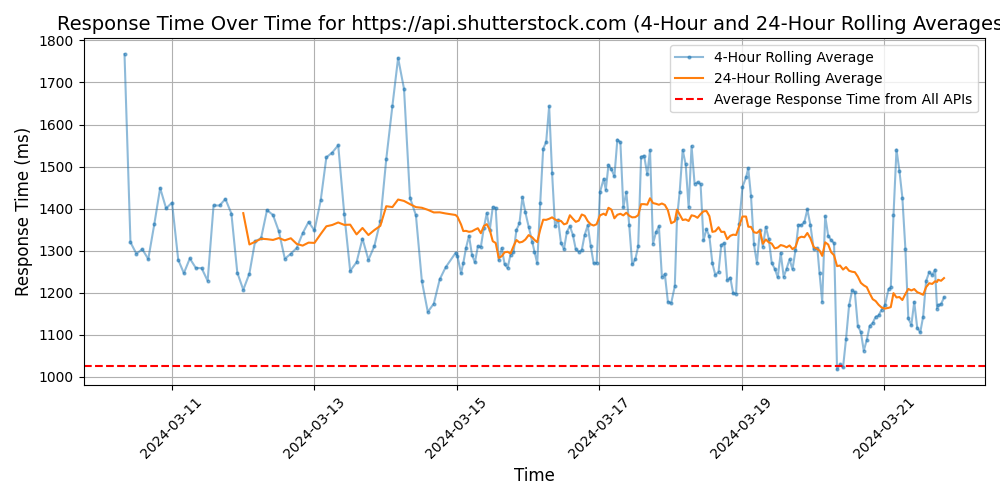 Response Time Over Time for https://api.shutterstock.com (4-Hour and 24-Hour Rolling Averages
4-Hour Rolling Average
24-Hour Rolling Average
Average Response Time from All APIs
Response Time (ms)
1800
1700
1600
1500
1400
1300
1200
1100
1000
2024-03-11
2024-03-13
2024-03-15
2024-03-17
2024-03-19
2024-03-21
Time